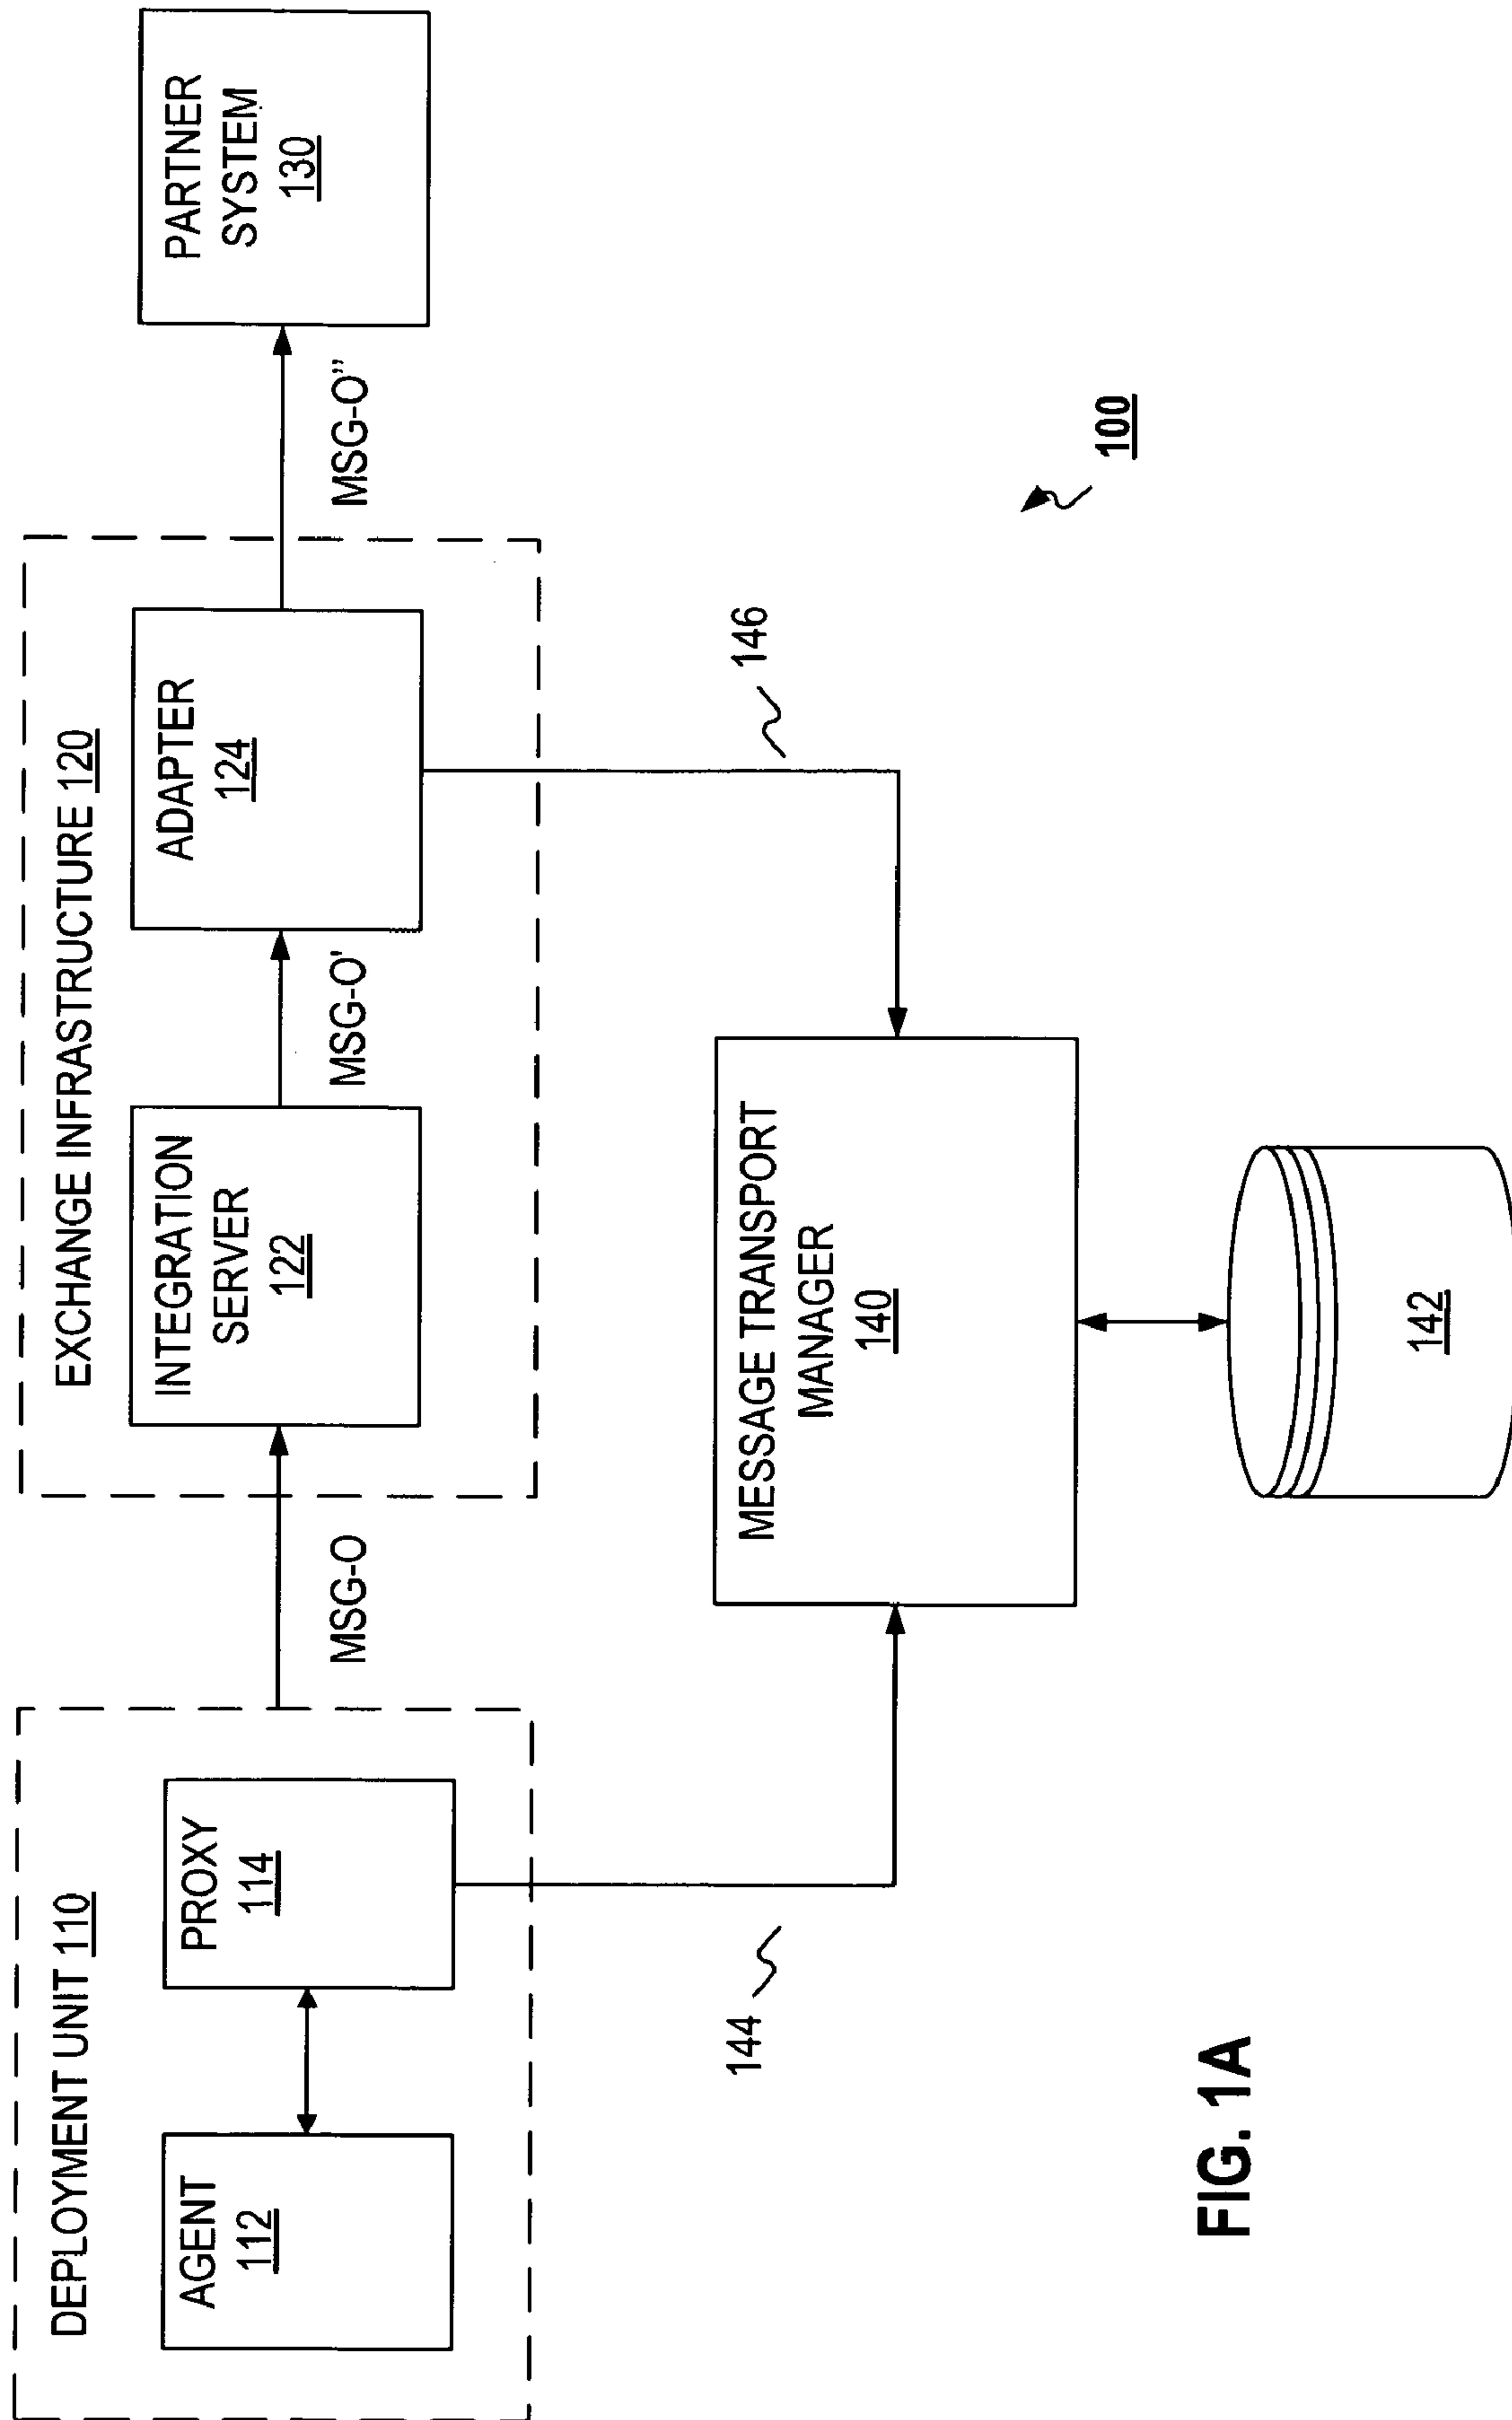 DEPLOYMENT UNIT 110
AGENT
112
PROXY
114
MSG-O
EXCHANGE INFRASTRUCTURE 120
INTEGRATION
SERVER
122
MSG-O'
ADAPTER
124
MSG-O"
PARTNER
SYSTEM
130
144
MESSAGE TRANSPORT
MANAGER
140
146
142
100
FIG. 1A